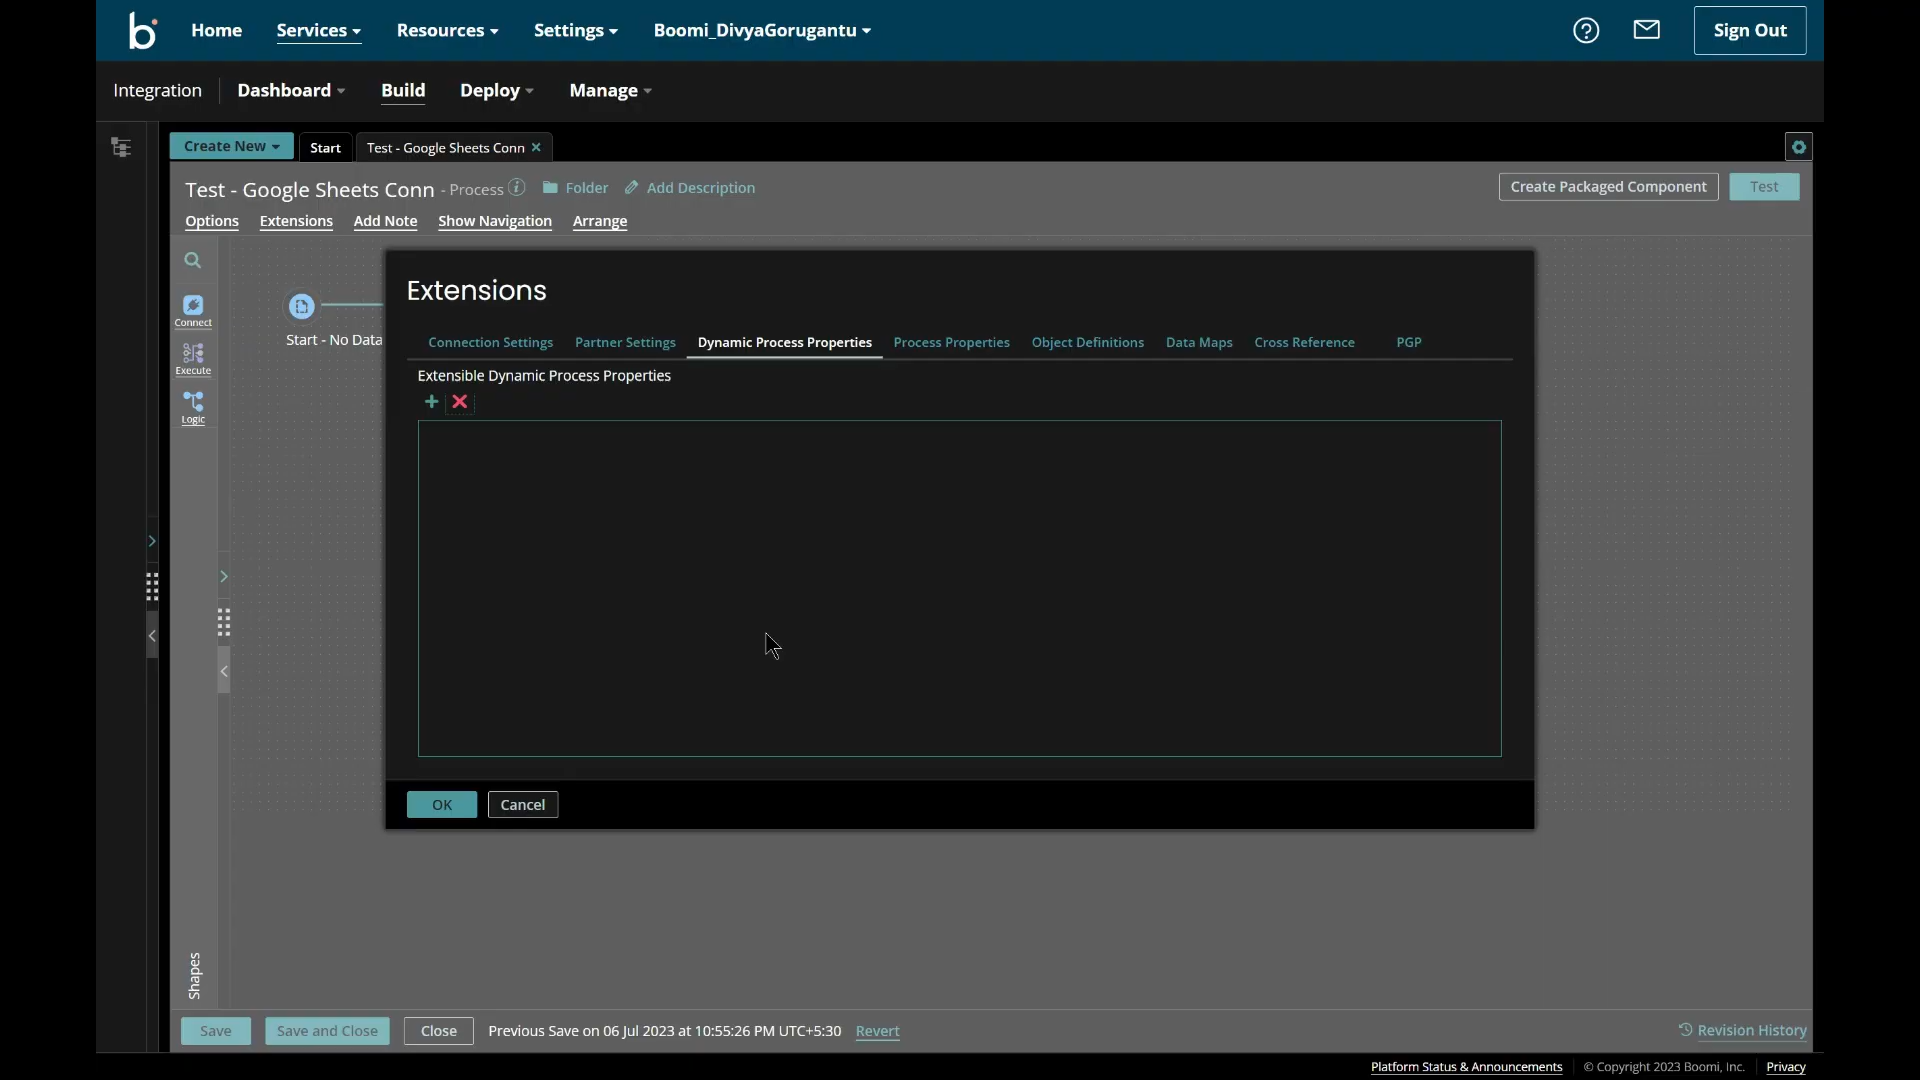 b
Home
Services
Resources
Settings
Boomi_DivyaGorugantu
?
Sign Out
Integration
Dashboard
Build
Deploy
Manage
Create New
Start
Test - Google Sheets Conn
Test - Google Sheets Conn - Process
Folder
Add Description
Create Packaged Component
Test
Options
Extensions
Add Note
Show Navigation
Arrange
Connect
Execute
Logic
Start - No Data
Extensions
Connection Settings
Partner Settings
Dynamic Process Properties
Process Properties
Object Definitions
Data Maps
Cross Reference
PGP
Extensible Dynamic Process Properties
OK
Cancel
Shapes
Save
Save and Close
Close
Previous Save on 06 Jul 2023 at 10:55:26 PM UTC+5:30
Revert
Revision History
Platform Status & Announcements
© Copyright 2023 Boomi, Inc.
Privacy